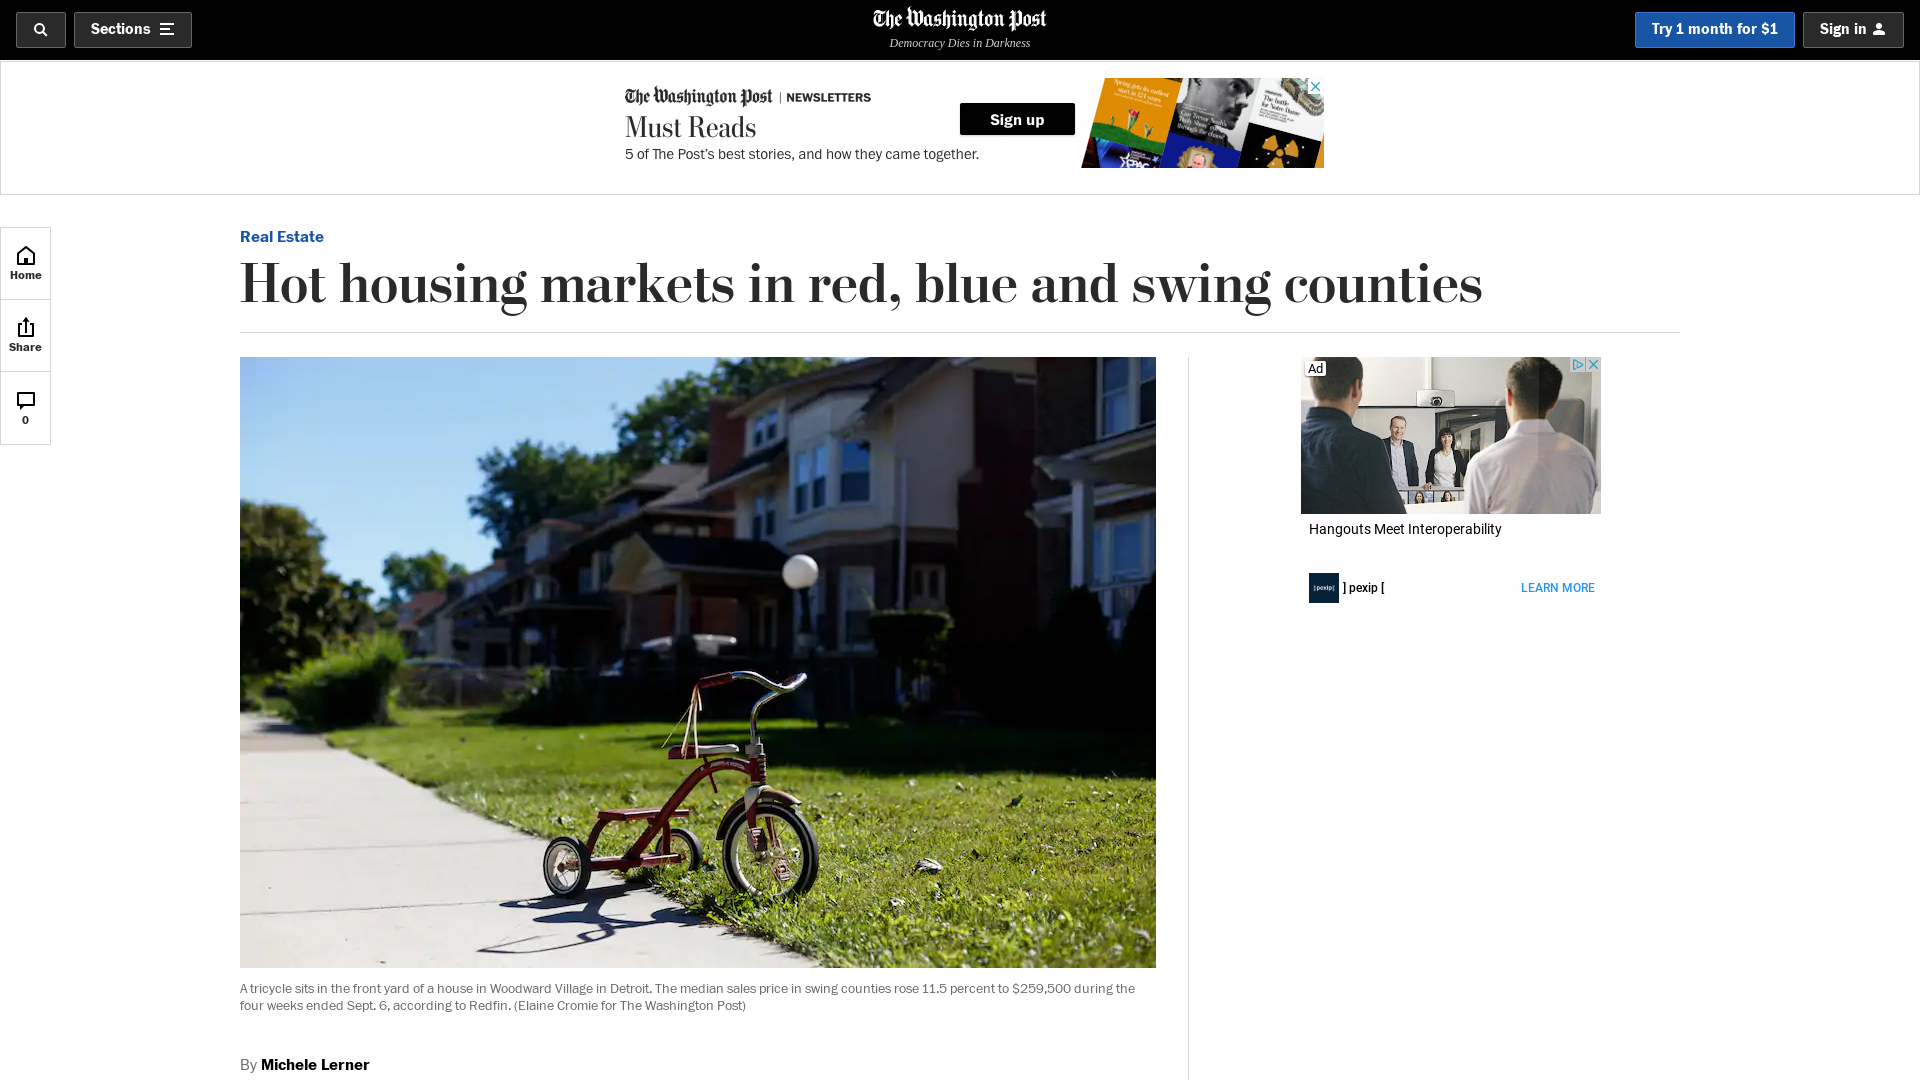 Sections
The Washington Post
Democracy Dies in Darkness
Try 1 month for $1
Sign in
The Washington Post | NEWSLETTERS
Must Reads
5 of The Post's best stories, and how they came together.
Sign up
Home
Share
0
Real Estate
Hot housing markets in red, blue and swing counties
Ad
Hangouts Meet Interoperability
] pexip [
LEARN MORE
A tricycle sits in the front yard of a house in Woodward Village in Detroit. The median sales price in swing counties rose 11.5 percent to $259,500 during the
four weeks ended Sept. 6, according to Redfin. (Elaine Cromie for The Washington Post)
By Michele Lerner